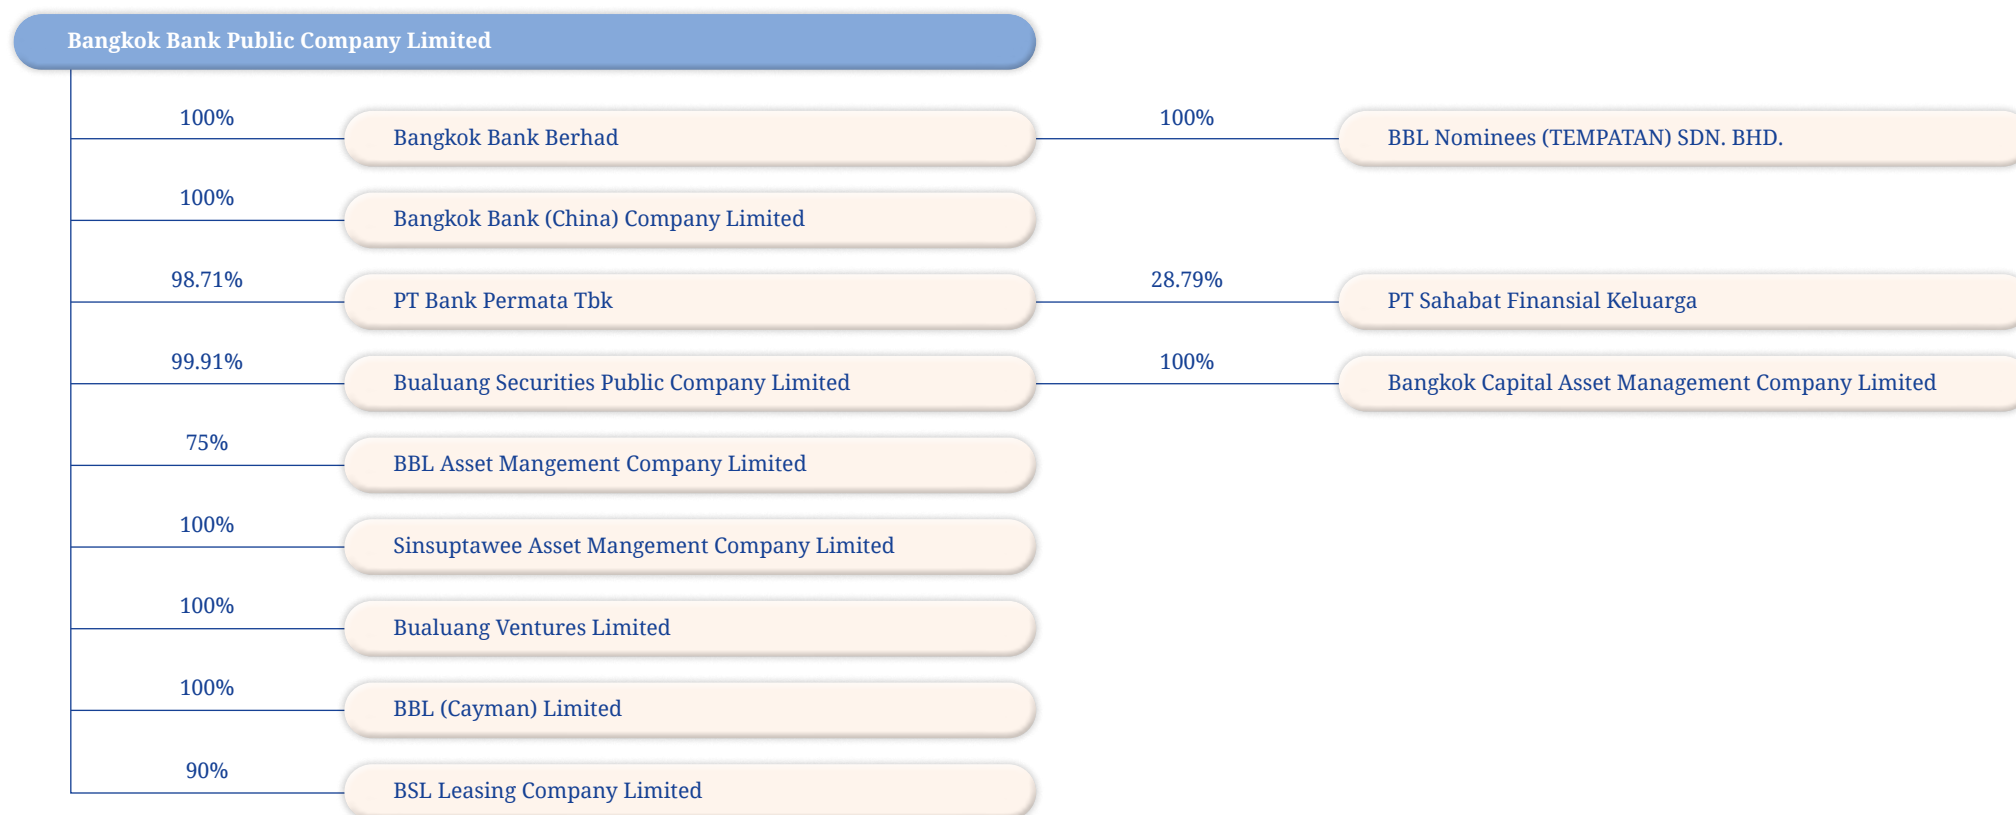 Bangkok Bank Public Company Limited
100%
Bangkok Bank Berhad
100%
BBL Nominees (TEMPATAN) SDN. BHD.
100%
Bangkok Bank (China) Company Limited
98.71%
PT Bank Permata Tbk
28.79%
PT Sahabat Finansial Keluarga
99.91%
Bualuang Securities Public Company Limited
100%
Bangkok Capital Asset Management Company Limited
75%
BBL Asset Mangement Company Limited
100%
Sinsuptawee Asset Mangement Company Limited
100%
Bualuang Ventures Limited
100%
BBL (Cayman) Limited
90%
BSL Leasing Company Limited